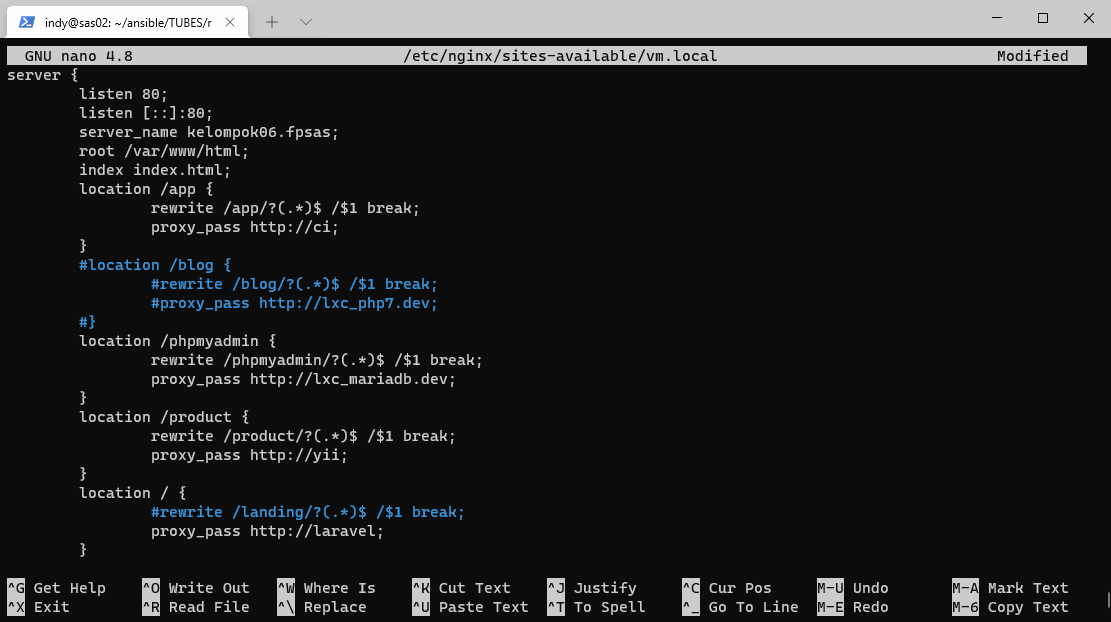 indy@sas02: ~/ansible/TUBES/r
GNU nano 4.8 /etc/nginx/sites-available/vm.local Modified
server {
listen 80;
listen [::]:80;
server_name kelompok06.fpsas;
root /var/www/html;
index index.html;
location /app {
rewrite /app/?(.*)$ /$1 break;
proxy_pass http://ci;
}
#location /blog {
#rewrite /blog/?(.*)$ /$1 break;
#proxy_pass http://lxc_php7.dev;
#}
location /phpmyadmin {
rewrite /phpmyadmin/?(.*)$ /$1 break;
proxy_pass http://lxc_mariadb.dev;
}
location /product {
rewrite /product/?(.*)$ /$1 break;
proxy_pass http://yii;
}
location / {
#rewrite /landing/?(.*)$ /$1 break;
proxy_pass http://laravel;
}
^G Get Help ^O Write Out ^W Where Is ^K Cut Text ^J Justify ^C Cur Pos M-U Undo M-A Mark Text
^X Exit ^R Read File ^\ Replace ^U Paste Text ^T To Spell ^_ Go To Line M-E Redo M-6 Copy Text